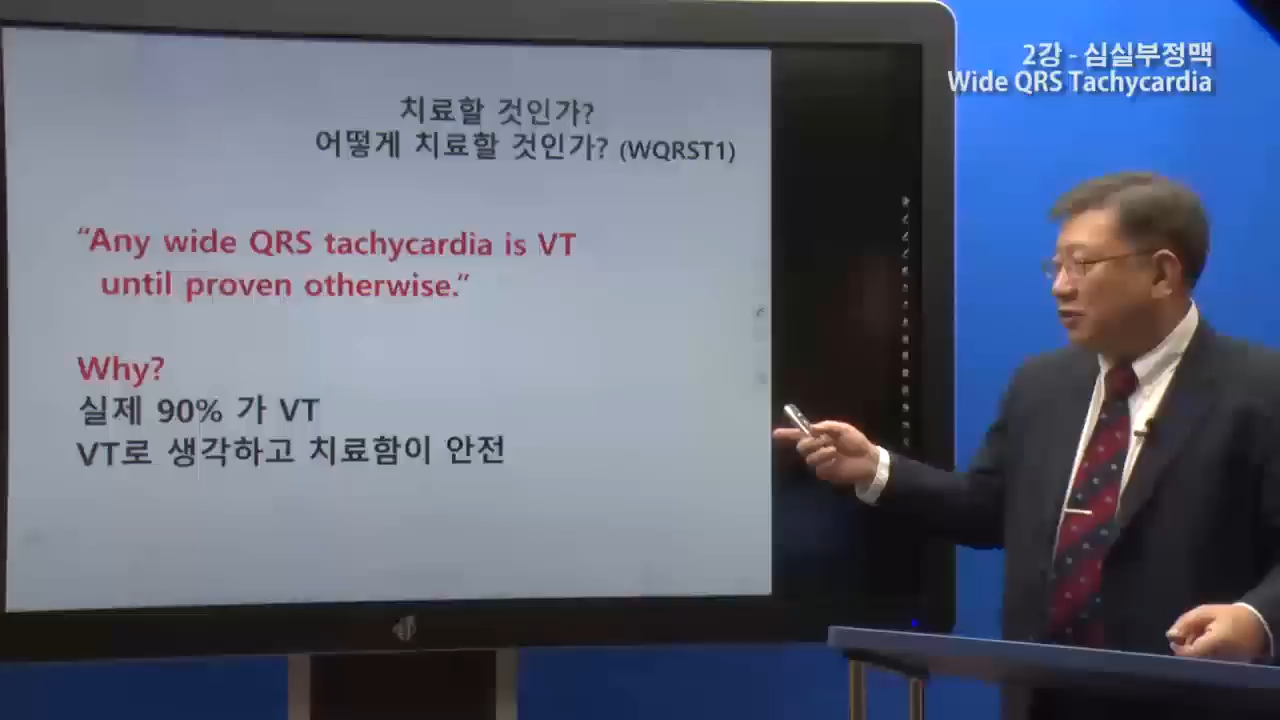 2강 - 심실부정맥
Wide QRS Tachycardia
치료할 것인가?
어떻게 치료할 것인가? (WQRST1)
“Any wide QRS tachycardia is VT
until proven otherwise.”
Why?
실제 90% 가 VT
VT로 생각하고 치료함이 안전